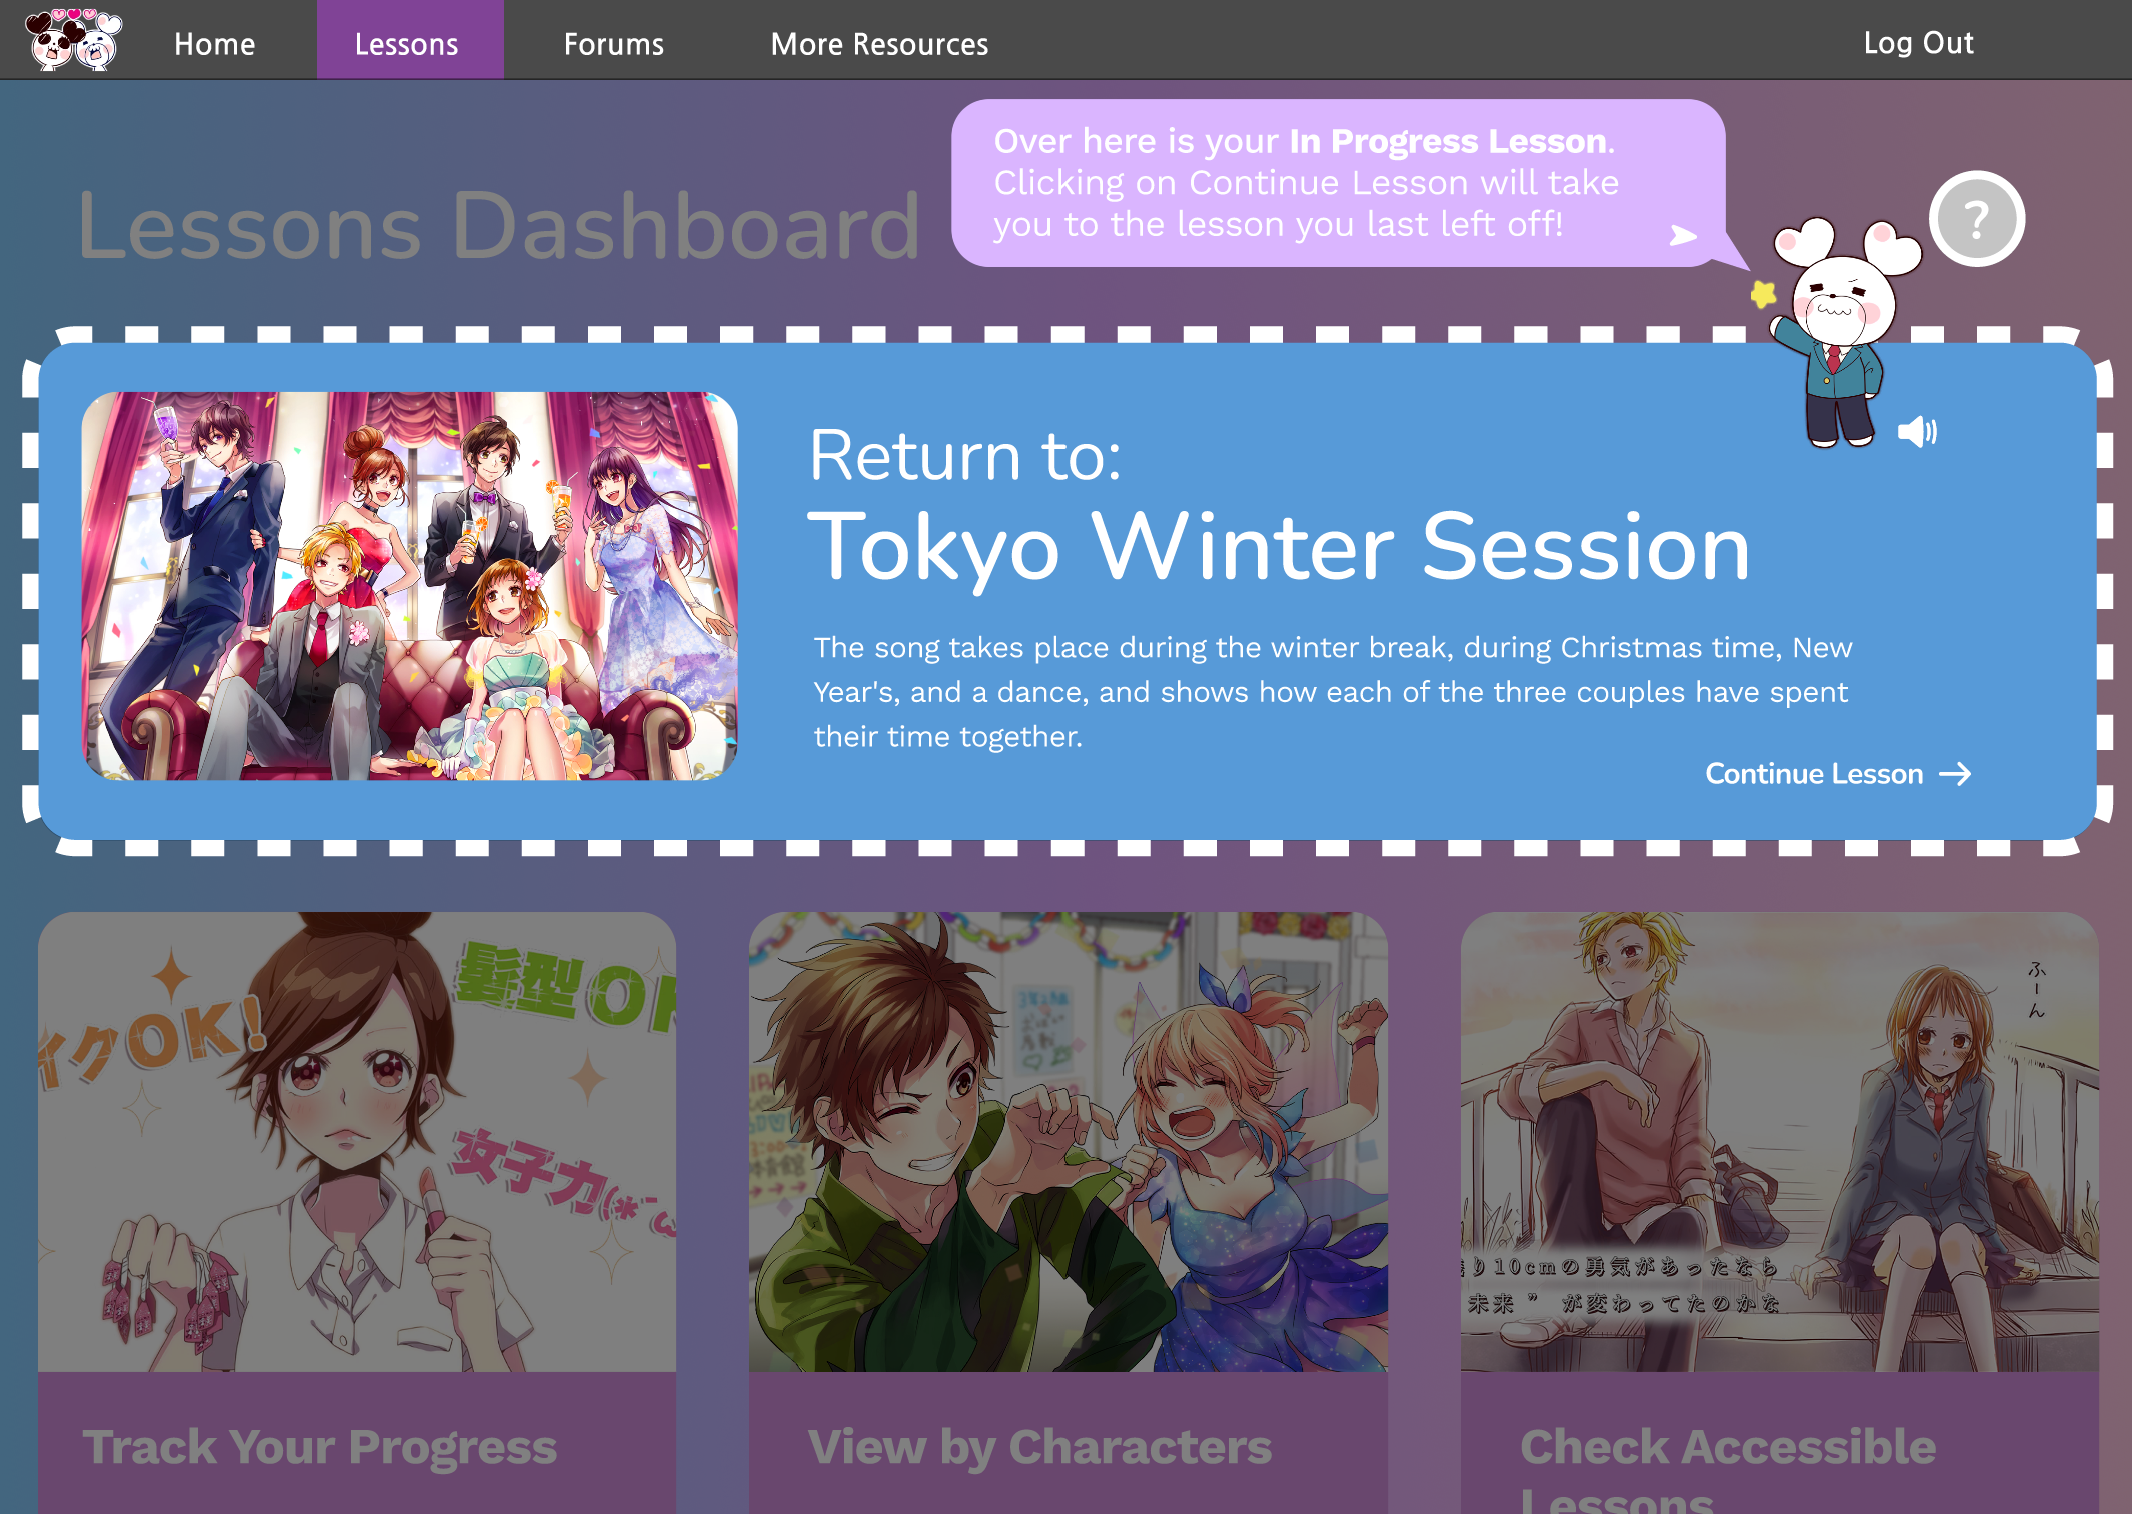 Home
Lessons
Forums
More Resources
Log Out
Over here is your In Progress Lesson.
Clicking on Continue Lesson will take
you to the lesson you last left off!
Lessons Dashboard
?
Return to:
Tokyo Winter Session
The song takes place during the winter break, during Christmas time, New
Year's, and a dance, and shows how each of the three couples have spent
their time together.
Continue Lesson
イクOK!
髪型OK
女子力(*´ω
ふーん
り10cmの勇気があったなら
未来 ” が変わってたのかな
Track Your Progress
View by Characters
Check Accessible
Lessons